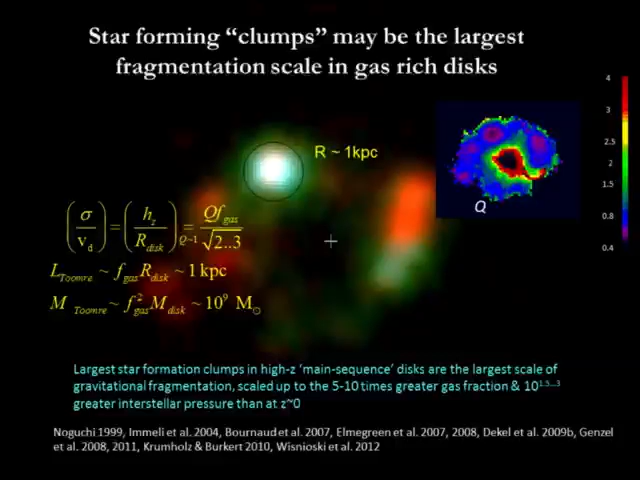 Star forming “clumps” may be the largest
fragmentation scale in gas rich disks
4
3
2.5
2
1.5
0.8
0.4
R ~ 1kpc
Q
(σ/v_d) = (h_z/R_disk)_Q~1 = Qf_gas/√2..3
L_Toomre ~ f_gas R_disk ~ 1 kpc
M_Toomre ~ f²_gas M_disk ~ 10⁹ M☉
Largest star formation clumps in high-z ‘main-sequence’ disks are the largest scale of
gravitational fragmentation, scaled up to the 5-10 times greater gas fraction & 10^1.5...3
greater interstellar pressure than at z~0
Noguchi 1999, Immeli et al. 2004, Bournaud et al. 2007, Elmegreen et al. 2007, 2008, Dekel et al. 2009b, Genzel
et al. 2008, 2011, Krumholz & Burkert 2010, Wisnioski et al. 2012